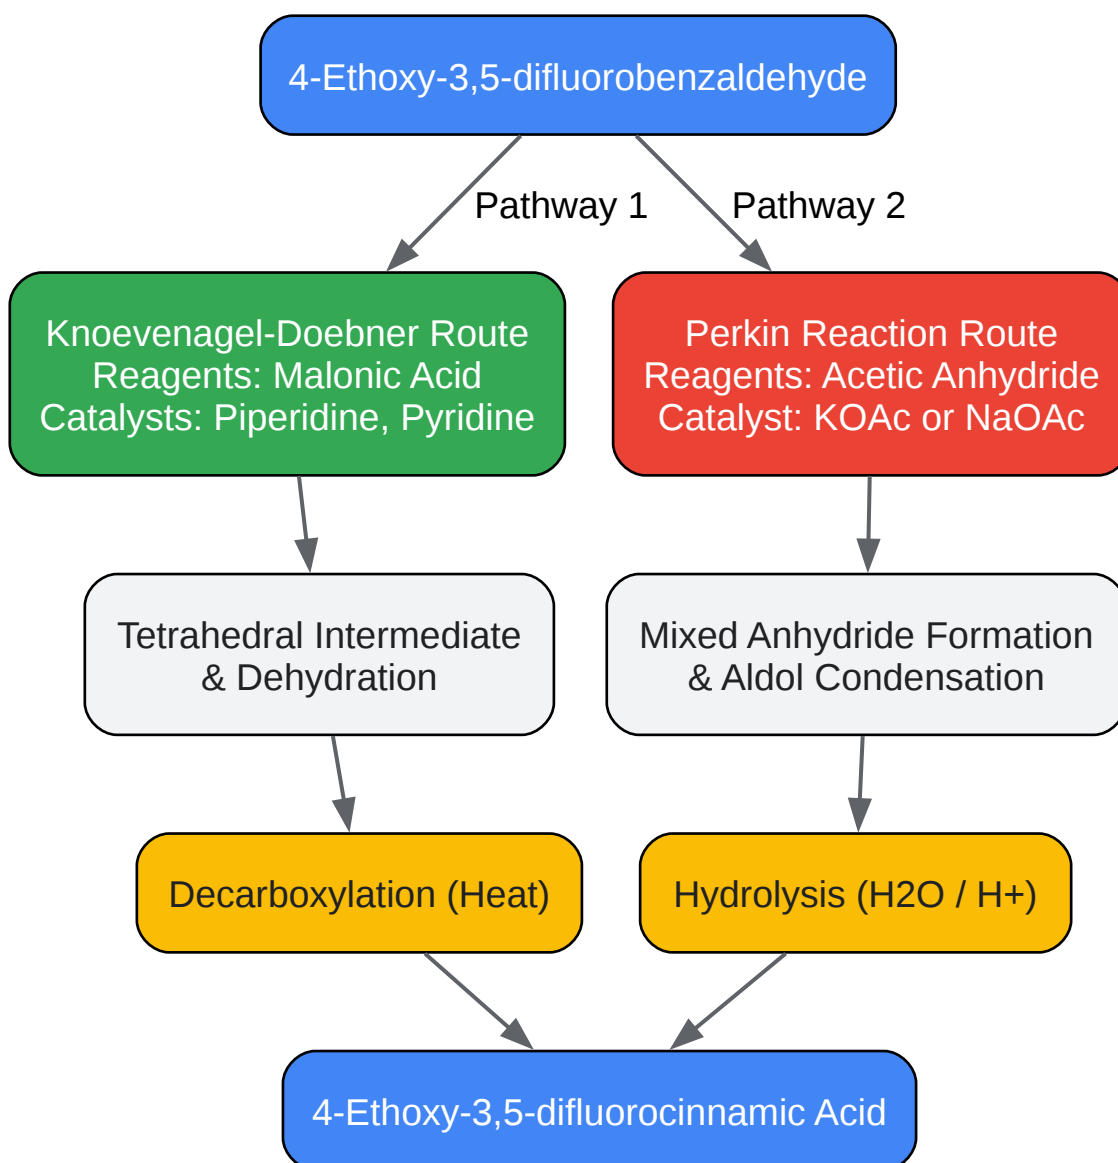 4-Ethoxy-3,5-difluorobenzaldehyde
Pathway 1
Pathway 2
Knoevenagel-Doebner Route
Reagents: Malonic Acid
Catalysts: Piperidine, Pyridine
Perkin Reaction Route
Reagents: Acetic Anhydride
Catalyst: KOAc or NaOAc
Tetrahedral Intermediate
& Dehydration
Mixed Anhydride Formation
& Aldol Condensation
Decarboxylation (Heat)
Hydrolysis (H2O / H+)
4-Ethoxy-3,5-difluorocinnamic Acid